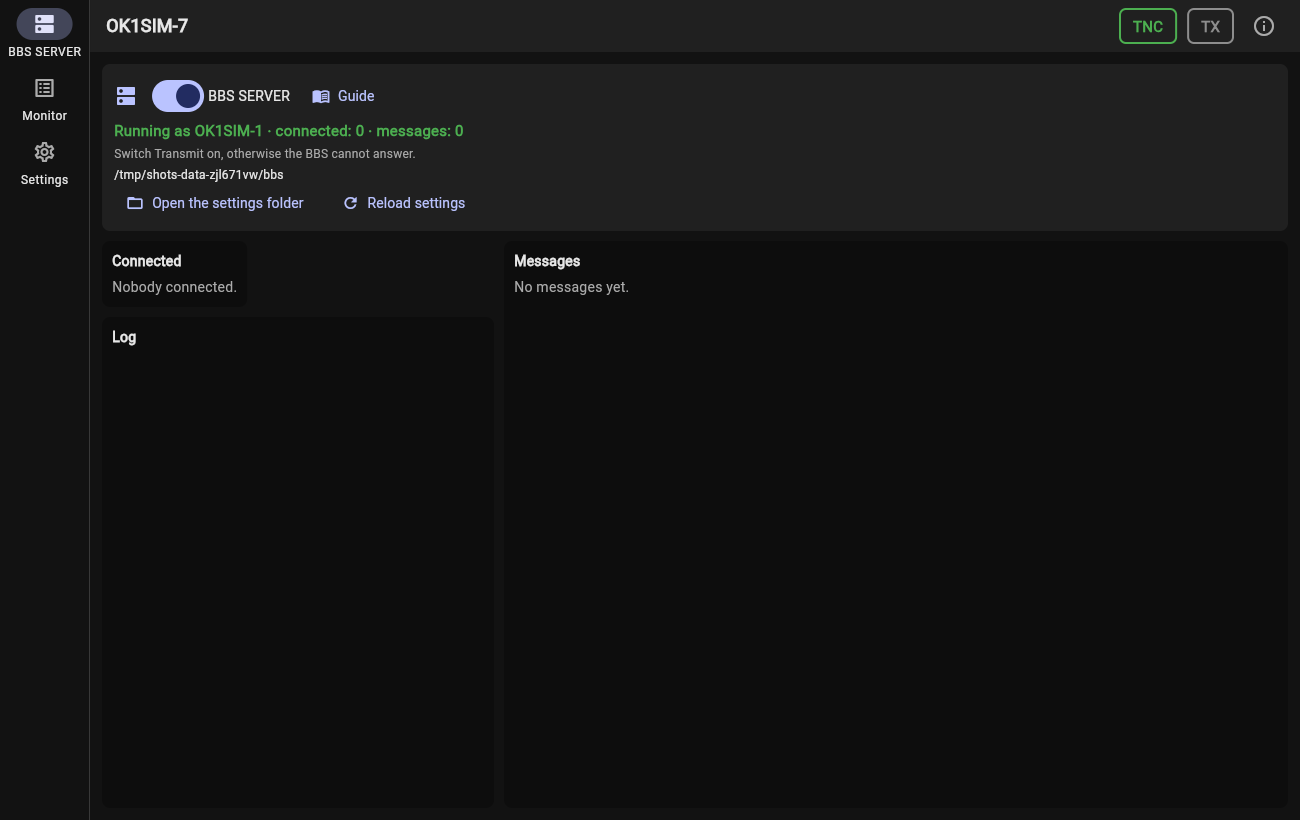 OK1SIM-7
TNC
TX
BBS SERVER
Monitor
Settings
BBS SERVER
Guide
Running as OK1SIM-1 · connected: 0 · messages: 0
Switch Transmit on, otherwise the BBS cannot answer.
/tmp/shots-data-zjl671vw/bbs
Open the settings folder
Reload settings
Connected
Nobody connected.
Log
Messages
No messages yet.